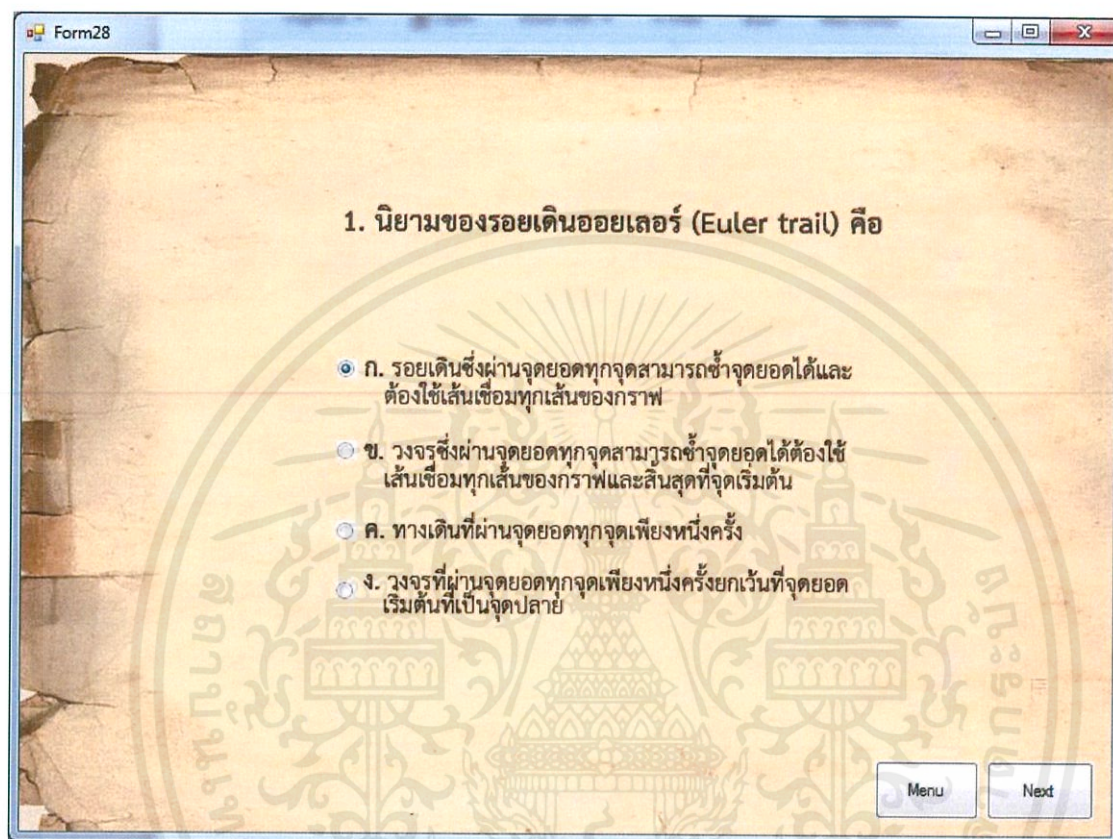 Form28
1. นิยามของรอยเดินออยเลอร์ (Euler trail) คือ
ก. รอยเดินซึ่งผ่านจุดยอดทุกจุดสามารถซ้ำจุดยอดได้และ
ต้องใช้เส้นเชื่อมทุกเส้นของกราฟ
ข. วงจรซึ่งผ่านจุดยอดทุกจุดสามารถซ้ำจุดยอดได้ต้องใช้
เส้นเชื่อมทุกเส้นของกราฟและสิ้นสุดที่จุดเริ่มต้น
ค. ทางเดินที่ผ่านจุดยอดทุกจุดเพียงหนึ่งครั้ง
ง. วงจรที่ผ่านจุดยอดทุกจุดเพียงหนึ่งครั้งยกเว้นที่จุดยอด
เริ่มต้นที่เป็นจุดปลาย
Menu
Next